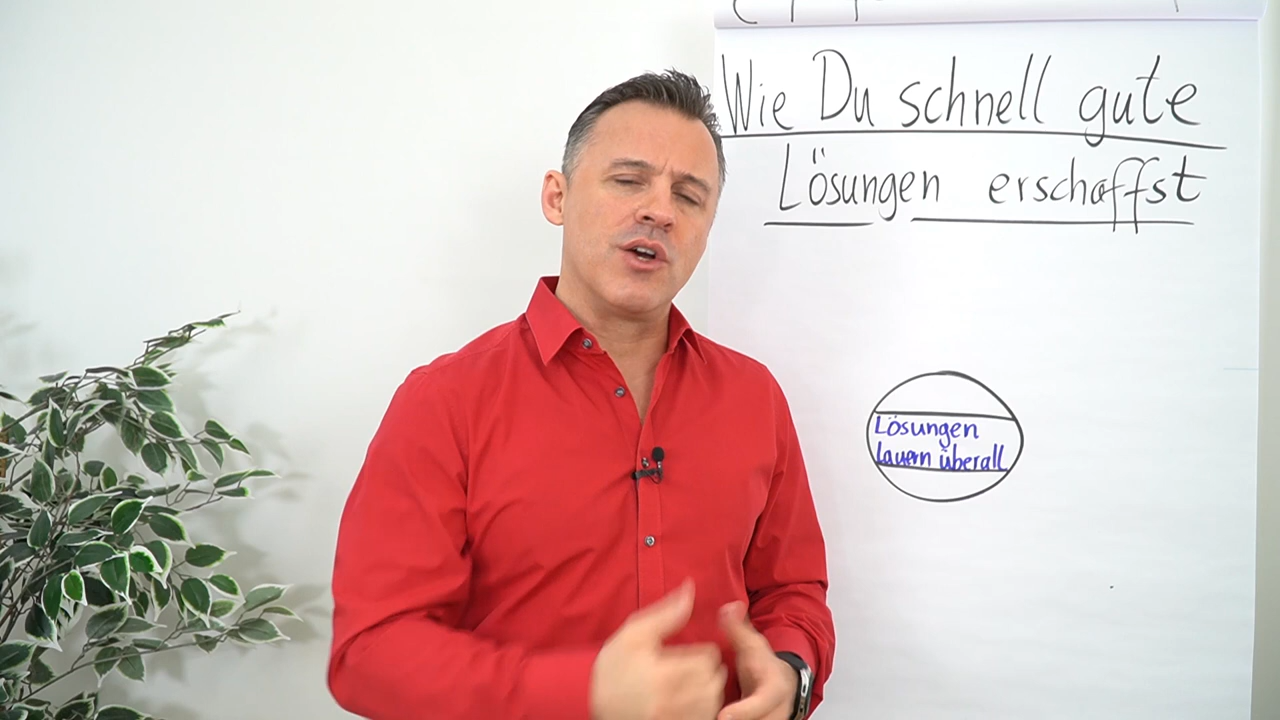 Wie Du schnell gute
Lösungen erschaffst
Lösungen
lauern überall